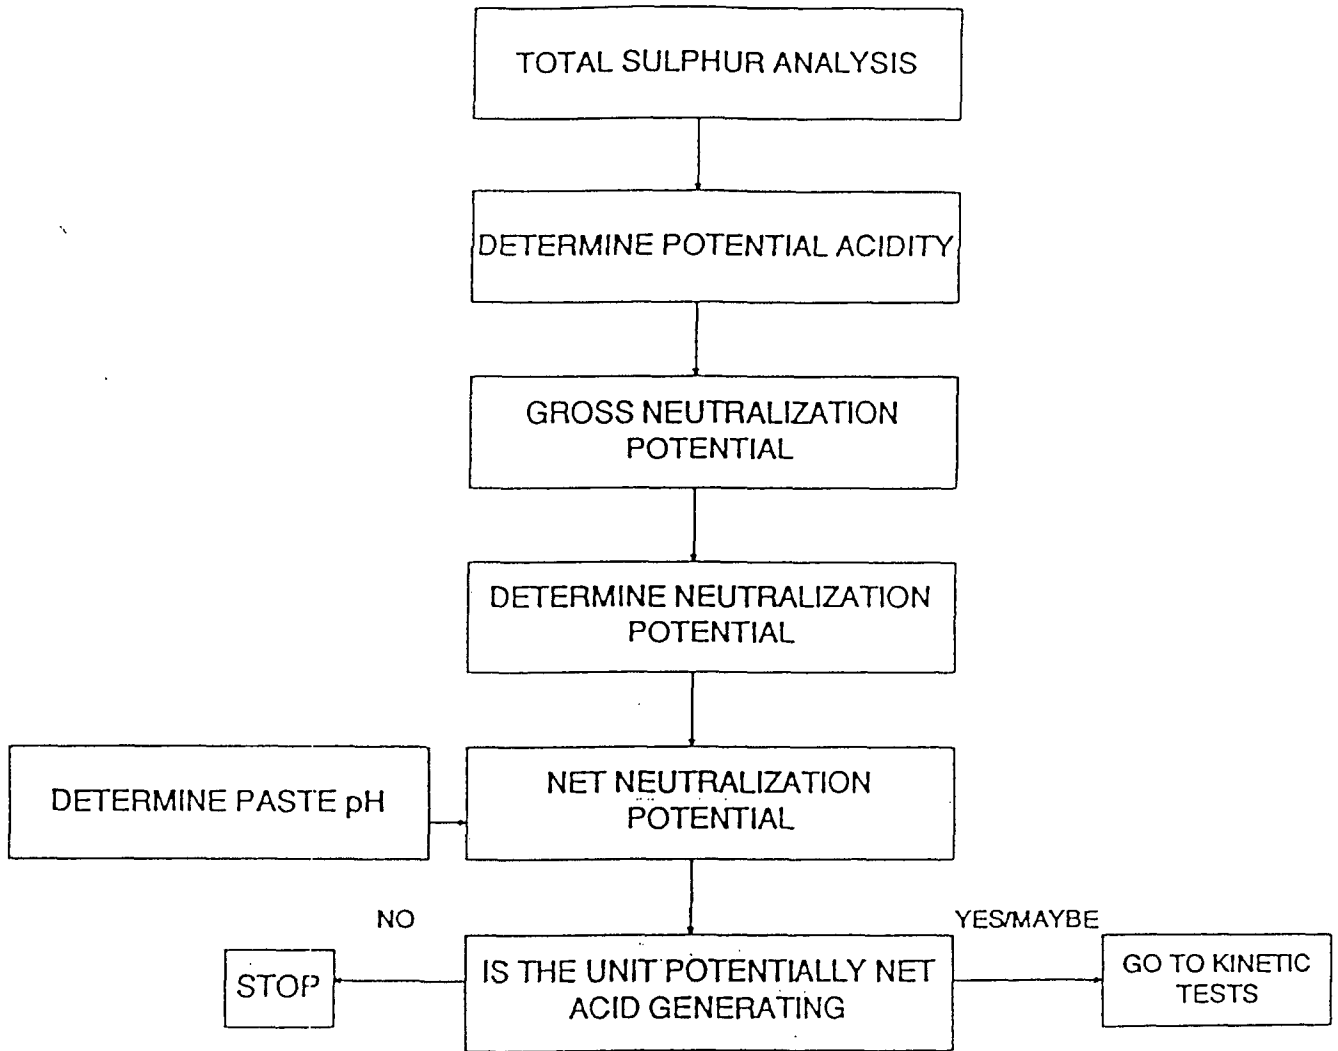 TOTAL SULPHUR ANALYSIS
DETERMINE POTENTIAL ACIDITY
GROSS NEUTRALIZATION
POTENTIAL
DETERMINE NEUTRALIZATION
POTENTIAL
DETERMINE PASTE pH
NET NEUTRALIZATION
POTENTIAL
NO
YES/MAYBE
STOP
IS THE UNIT POTENTIALLY NET
ACID GENERATING
GO TO KINETIC
TESTS